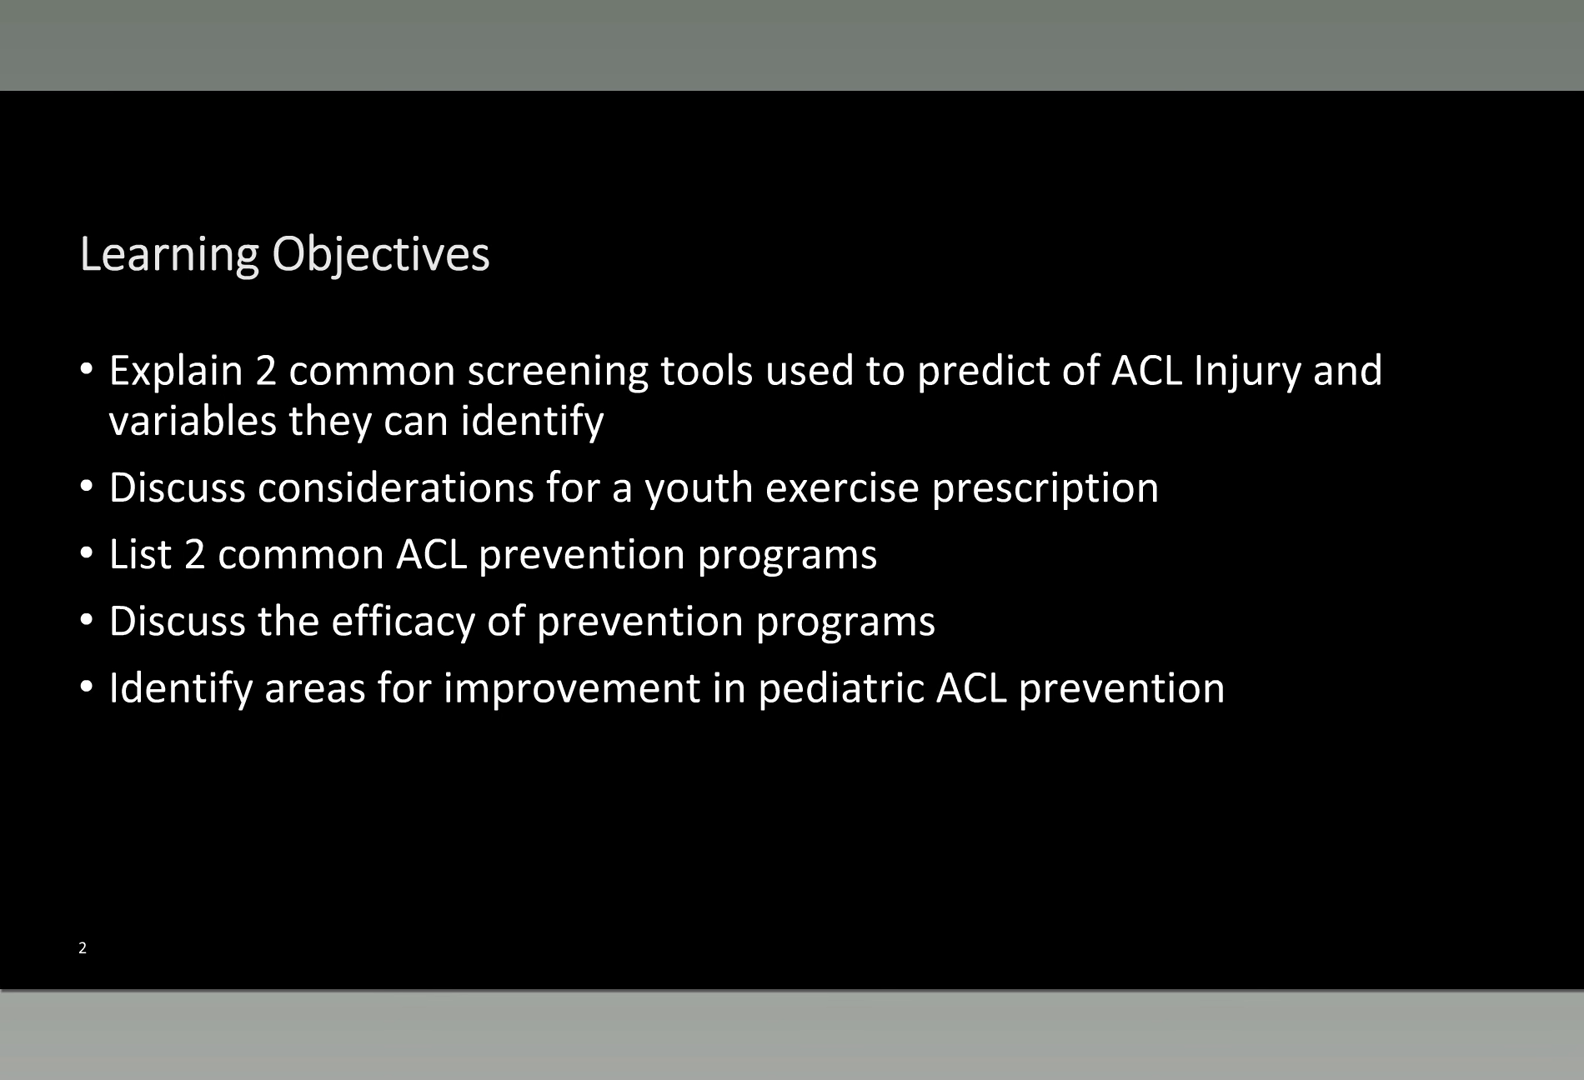 Learning Objectives
• Explain 2 common screening tools used to predict of ACL Injury and
variables they can identify
• Discuss considerations for a youth exercise prescription
• List 2 common ACL prevention programs
• Discuss the efficacy of prevention programs
• Identify areas for improvement in pediatric ACL prevention
2